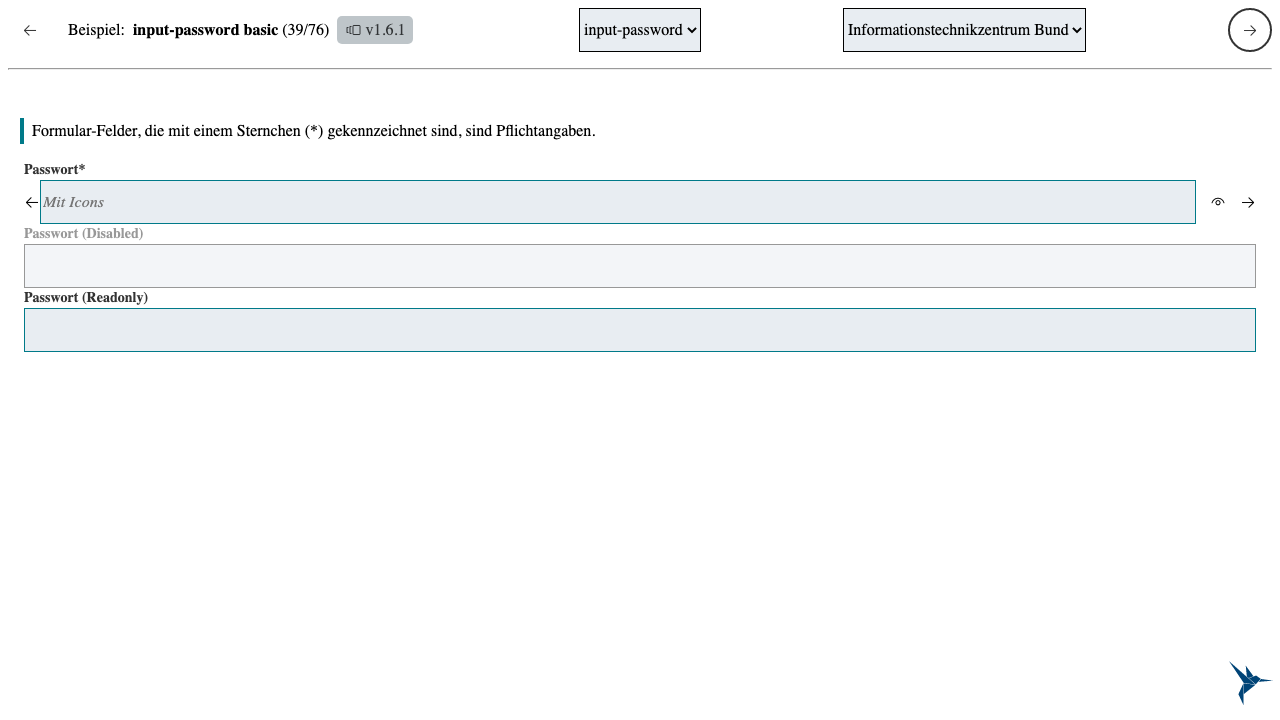 Beispiel: input-password basic (39/76) v1.6.1 input-password Informationstechnikzentrum Bund
Formular-Felder, die mit einem Sternchen (*) gekennzeichnet sind, sind Pflichtangaben.
Passwort*
Mit Icons
Passwort (Disabled)
Passwort (Readonly)